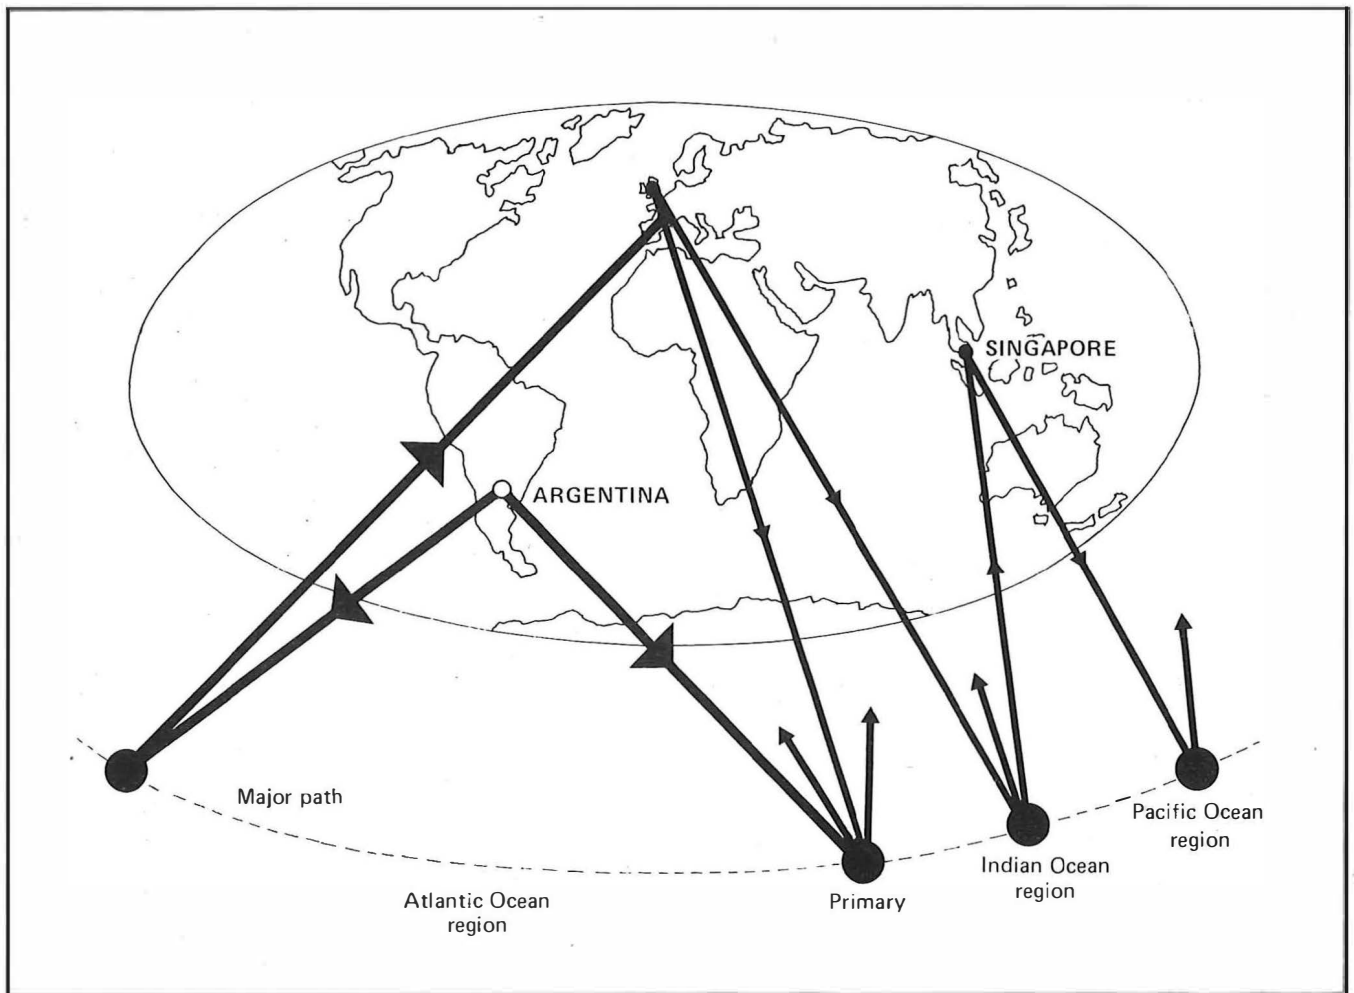 SINGAPORE
ARGENTINA
Major path
Atlantic Ocean
region
Primary
Indian Ocean
region
Pacific Ocean
region